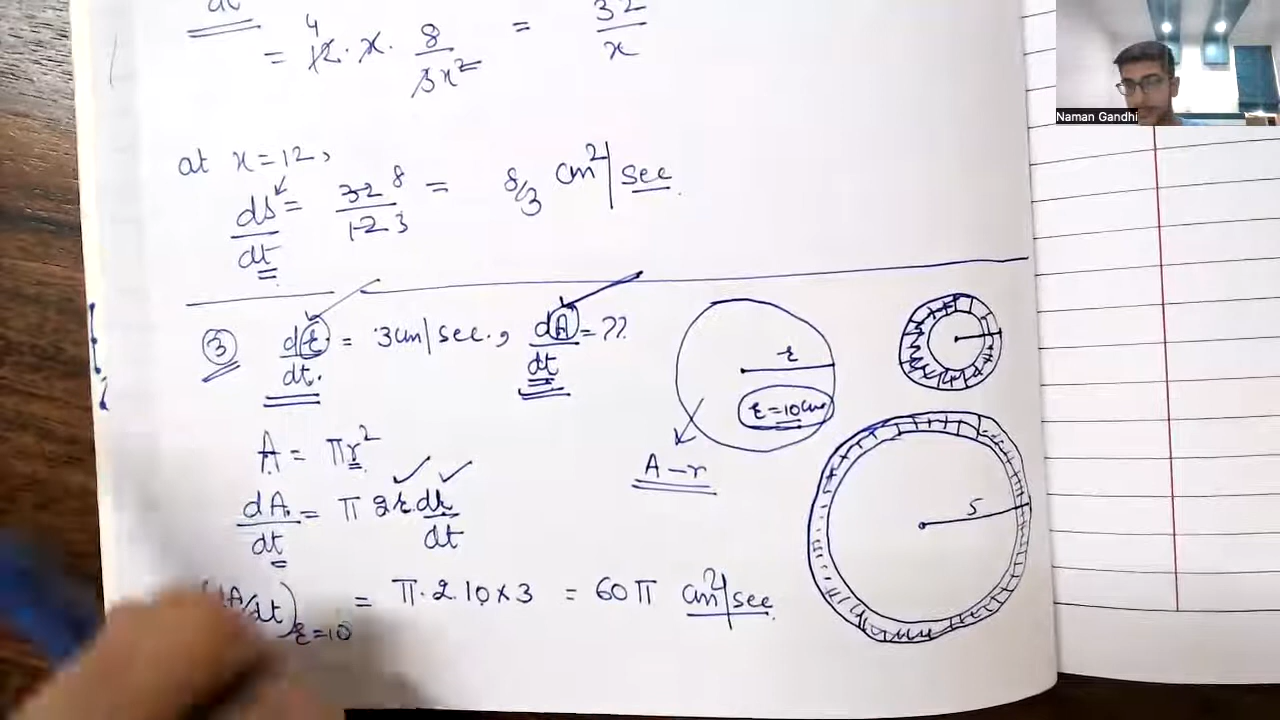 dt
= 4 12 · x · 8/3x² = 32/x
at x=12,
ds/dt = 32 8 / 12 3 = 8/3 cm²/sec
③ dr/dt = 3cm/sec , dA/dt = ??
r
r=10cm
A = πr²
A – r
dA/dt = π 2r. dr/dt
5
(dA/dt) r=10 = π·2·10×3 = 60π cm²/sec
Naman Gandhi